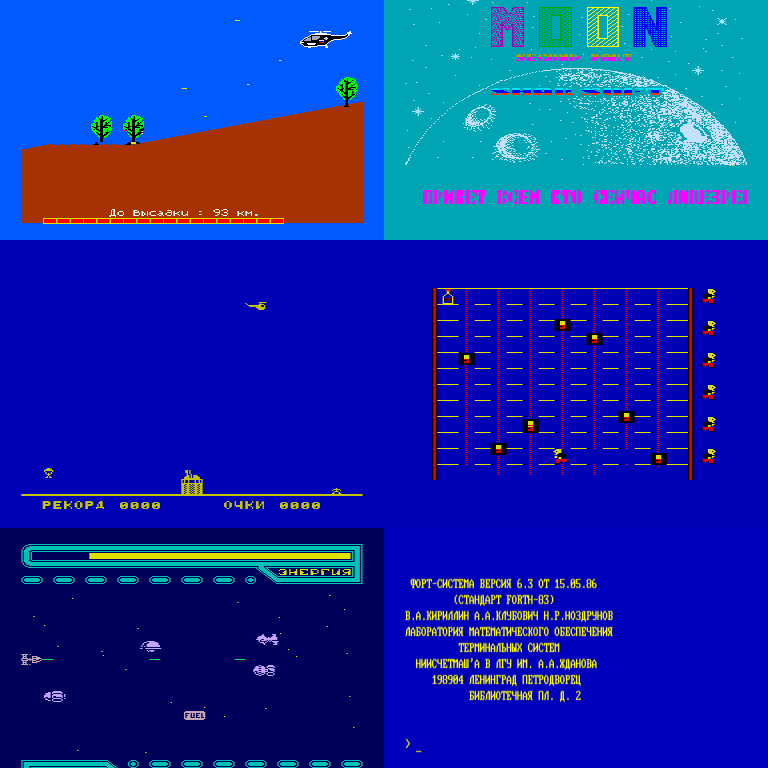 До высадки : 93 км.
MOON
SECOND PART
ПРИВЕТ ВСЕМ КТО СЕЙЧАС
РЕКОРД 0000 ОЧКИ 0000
ЭНЕРГИЯ
FUEL
ФОРТ-СИСТЕМА ВЕРСИЯ 6.3 ОТ 15.05.86
(СТАНДАРТ FORTH-83)
В.А.КИРИЛЛИН А.А.КЛУБОВИЧ Н.Р.НОЗДРУНОВ
ЛАБОРАТОРИЯ МАТЕМАТИЧЕСКОГО ОБЕСПЕЧЕНИЯ
ТЕРМИНАЛЬНЫХ СИСТЕМ
НИИСЧЕТМАШ'А В ЛГУ ИМ. А.А.ЖДАНОВА
198904 ЛЕНИНГРАД ПЕТРОДВОРЕЦ
БИБЛИОТЕЧНАЯ ПЛ. Д. 2
>_